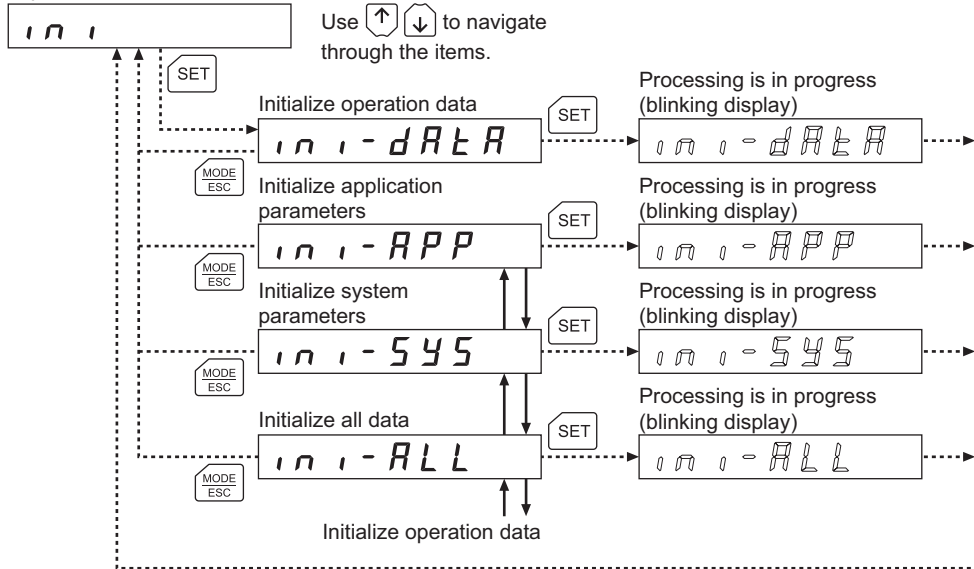 ini
Use ↑ ↓ to navigate
through the items.
SET
Initialize operation data
SET
Processing is in progress
(blinking display)
ini-dAtA
ini-dAtA
MODE
ESC
Initialize application
parameters
SET
Processing is in progress
(blinking display)
ini-APP
ini-APP
MODE
ESC
Initialize system
parameters
SET
Processing is in progress
(blinking display)
ini-SYS
ini-SYS
MODE
ESC
Initialize all data
SET
Processing is in progress
(blinking display)
ini-ALL
ini-ALL
MODE
ESC
Initialize operation data